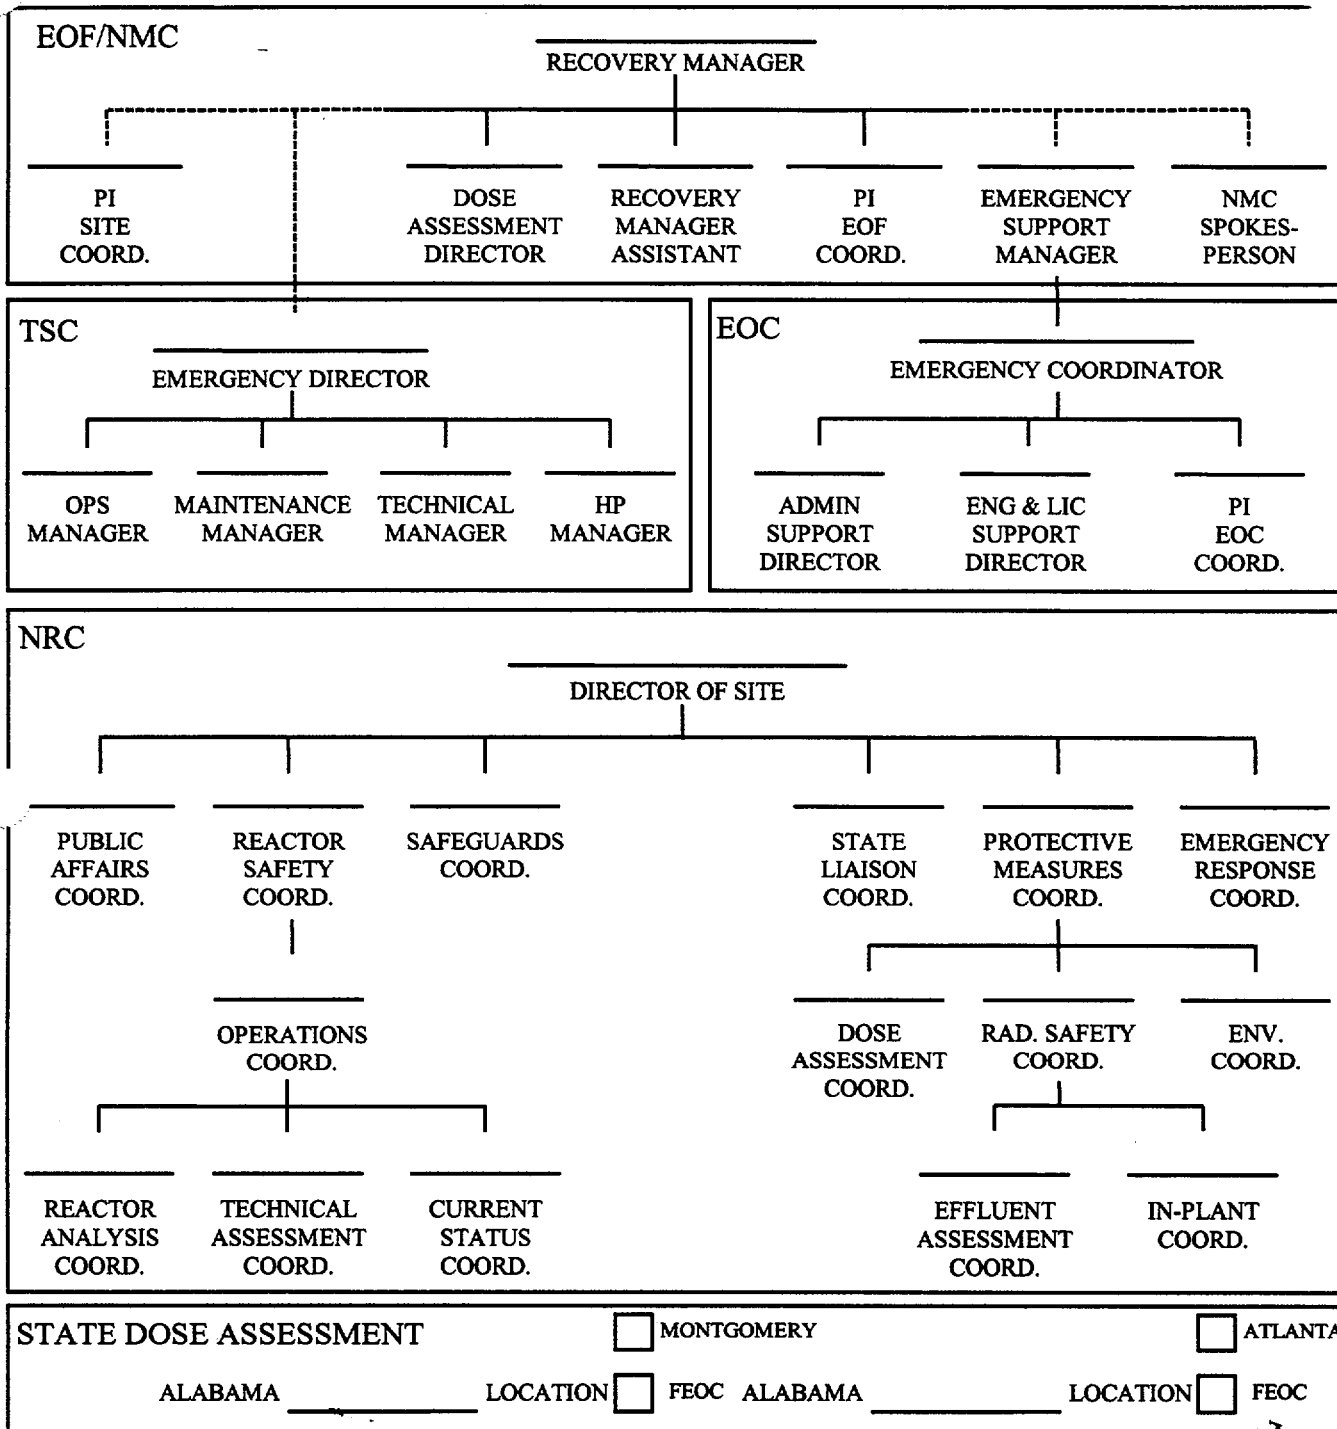 EOF/NMC
RECOVERY MANAGER
PI
SITE
COORD.
DOSE
ASSESSMENT
DIRECTOR
RECOVERY
MANAGER
ASSISTANT
PI
EOF
COORD.
EMERGENCY
SUPPORT
MANAGER
NMC
SPOKES-
PERSON
TSC
EMERGENCY DIRECTOR
OPS
MANAGER
MAINTENANCE
MANAGER
TECHNICAL
MANAGER
HP
MANAGER
EOC
EMERGENCY COORDINATOR
ADMIN
SUPPORT
DIRECTOR
ENG & LIC
SUPPORT
DIRECTOR
PI
EOC
COORD.
NRC
DIRECTOR OF SITE
PUBLIC
AFFAIRS
COORD.
REACTOR
SAFETY
COORD.
SAFEGUARDS
COORD.
STATE
LIAISON
COORD.
PROTECTIVE
MEASURES
COORD.
EMERGENCY
RESPONSE
COORD.
OPERATIONS
COORD.
DOSE
ASSESSMENT
COORD.
RAD. SAFETY
COORD.
ENV.
COORD.
REACTOR
ANALYSIS
COORD.
TECHNICAL
ASSESSMENT
COORD.
CURRENT
STATUS
COORD.
EFFLUENT
ASSESSMENT
COORD.
IN-PLANT
COORD.
STATE DOSE ASSESSMENT
MONTGOMERY
ATLANTA
ALABAMA LOCATION FEOC
ALABAMA LOCATION FEOC